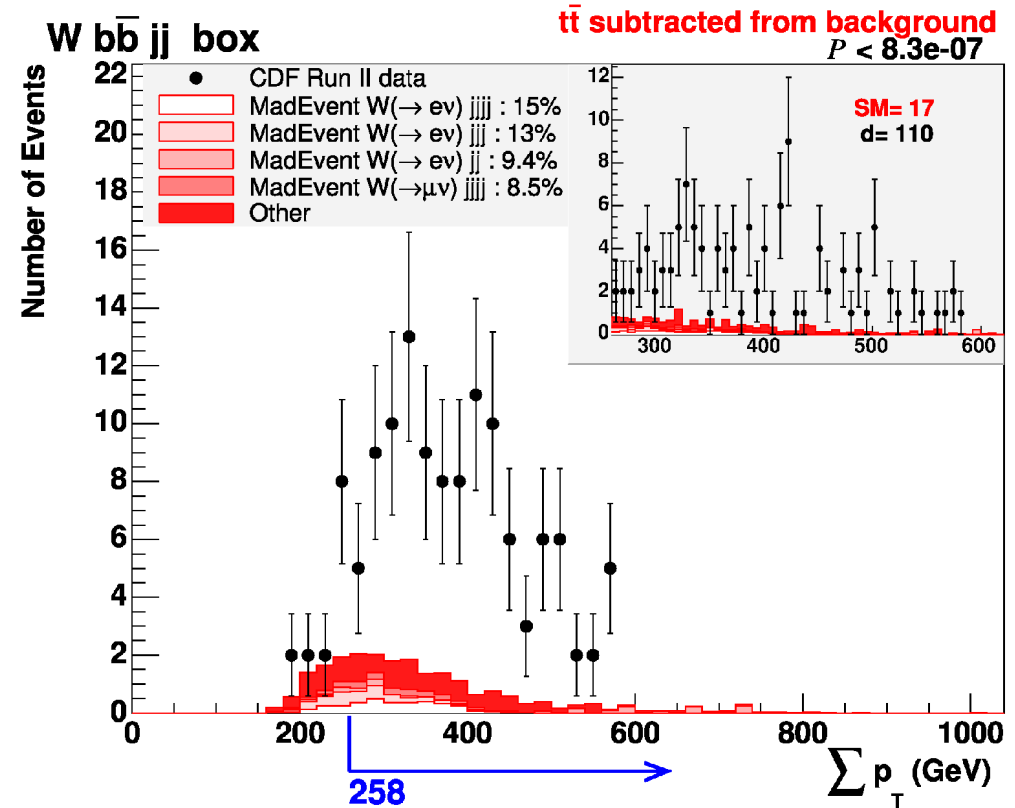 W bb̄ jj box
tt̄ subtracted from background
P < 8.3e-07
Number of Events
CDF Run II data
MadEvent W(→ eν) jjjj : 15%
MadEvent W(→ eν) jjj : 13%
MadEvent W(→ eν) jj : 9.4%
MadEvent W(→μν) jjjj : 8.5%
Other
SM= 17
d= 110
12
10
8
6
4
2
0
300 400 500 600
22
20
18
16
14
12
10
8
6
4
2
0
0 200 400 600 800 1000
258
∑ p_T (GeV)